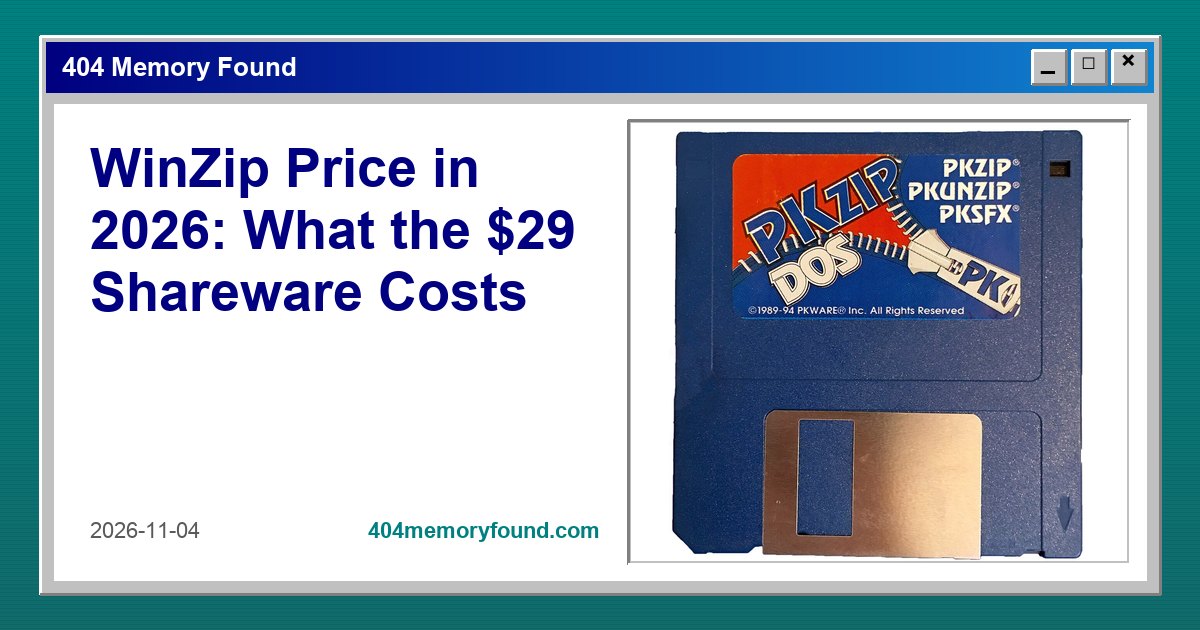 404 Memory Found
WinZip Price in
2026: What the $29
Shareware Costs
2026-11-04
404memoryfound.com
PKZIP
DOS
PKZIP®
PKUNZIP®
PKSFX®
PK
©1989-94 PKWARE® Inc. All Rights Reserved